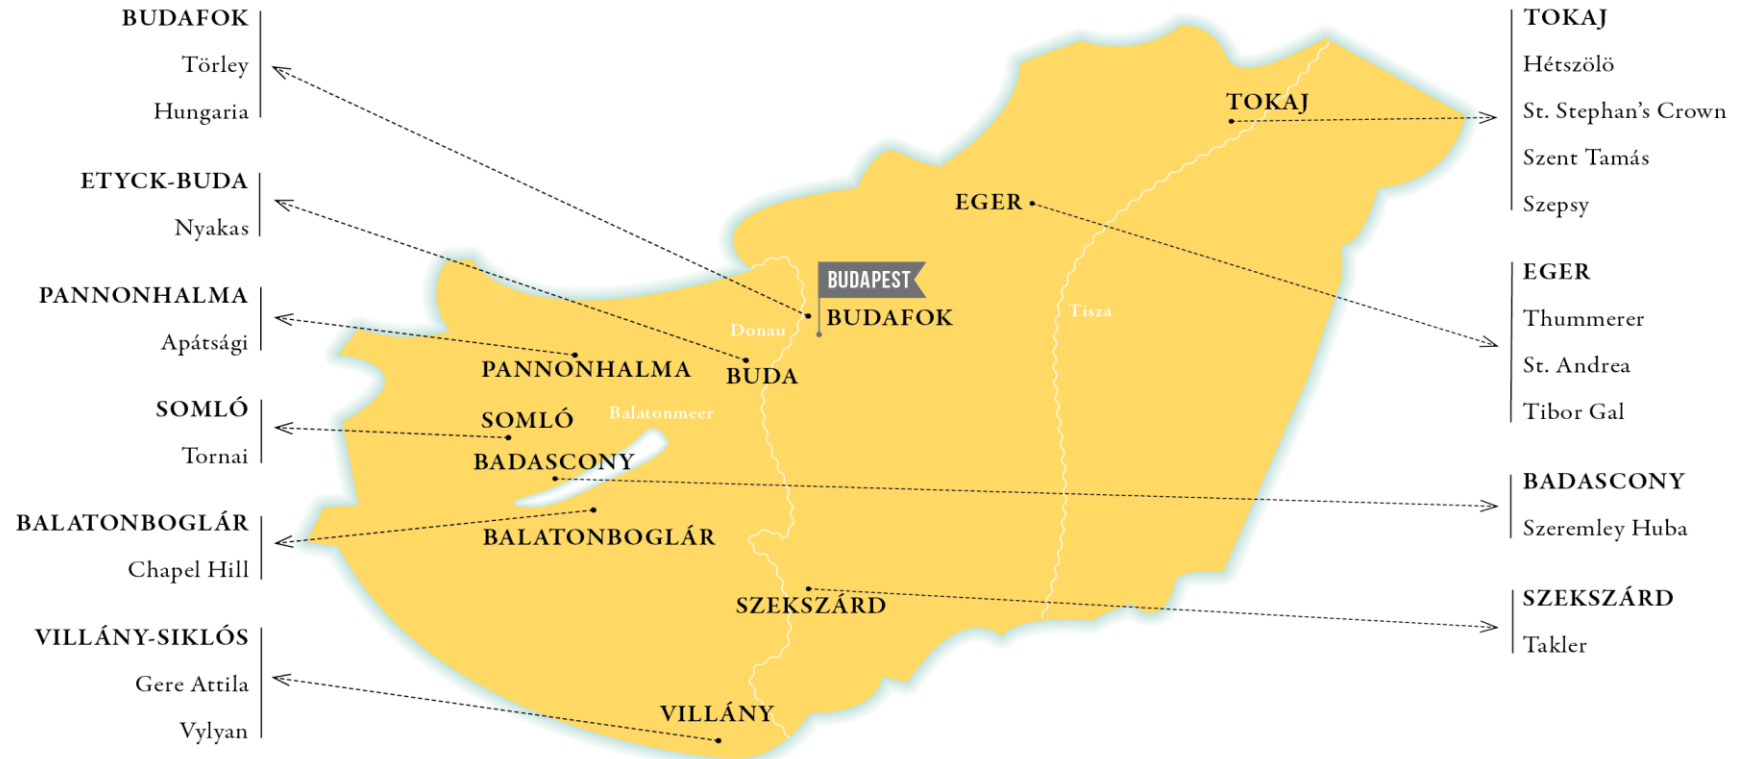 BUDAFOK
Törley
Hungaria
ETYCK-BUDA
Nyakas
PANNONHALMA
Apátsági
SOMLÓ
Tornai
BALATONBOGLÁR
Chapel Hill
VILLÁNY-SIKLÓS
Gere Attila
Vylyan
TOKAJ
EGER
BUDAPEST
BUDAFOK
Donau
Tisza
PANNONHALMA
BUDA
SOMLÓ
Balatonmeer
BADASCONY
BALATONBOGLÁR
SZEKSZÁRD
VILLÁNY
TOKAJ
Hétszölö
St. Stephan’s Crown
Szent Tamás
Szepsy
EGER
Thummerer
St. Andrea
Tibor Gal
BADASCONY
Szeremley Huba
SZEKSZÁRD
Takler